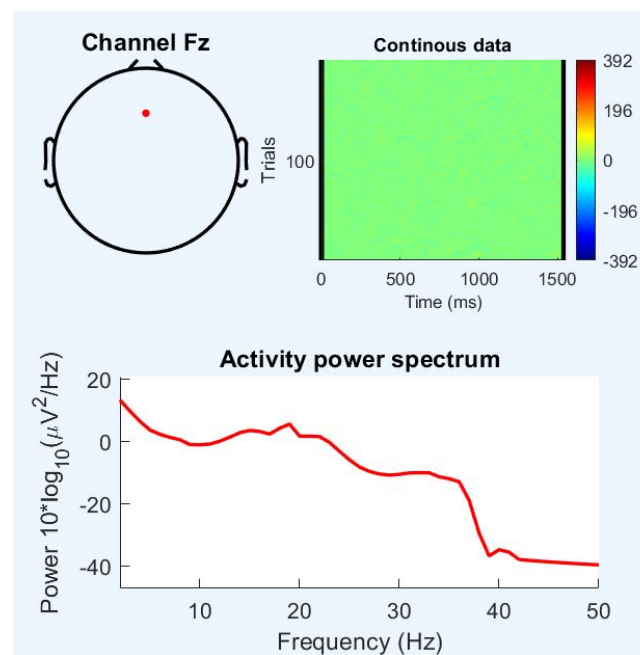 Channel Fz
Continous data
Trials
100
392
196
0
-196
-392
0 500 1000 1500
Time (ms)
Activity power spectrum
Power 10*log₁₀(μV²/Hz)
20
0
-20
-40
10 20 30 40 50
Frequency (Hz)